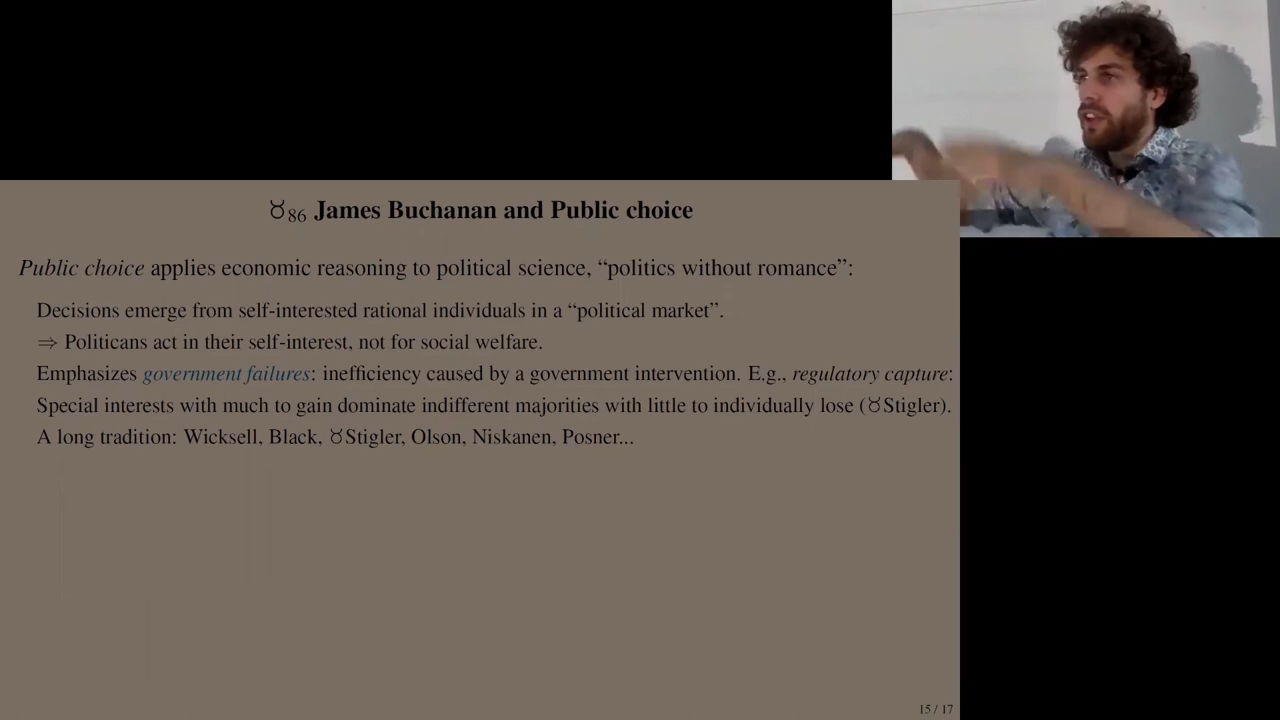 ♉86 James Buchanan and Public choice
Public choice applies economic reasoning to political science, “politics without romance”:
Decisions emerge from self-interested rational individuals in a “political market”.
⇒ Politicans act in their self-interest, not for social welfare.
Emphasizes government failures: inefficiency caused by a government intervention. E.g., regulatory capture:
Special interests with much to gain dominate indifferent majorities with little to individually lose (♉Stigler).
A long tradition: Wicksell, Black, ♉Stigler, Olson, Niskanen, Posner...
15 / 17